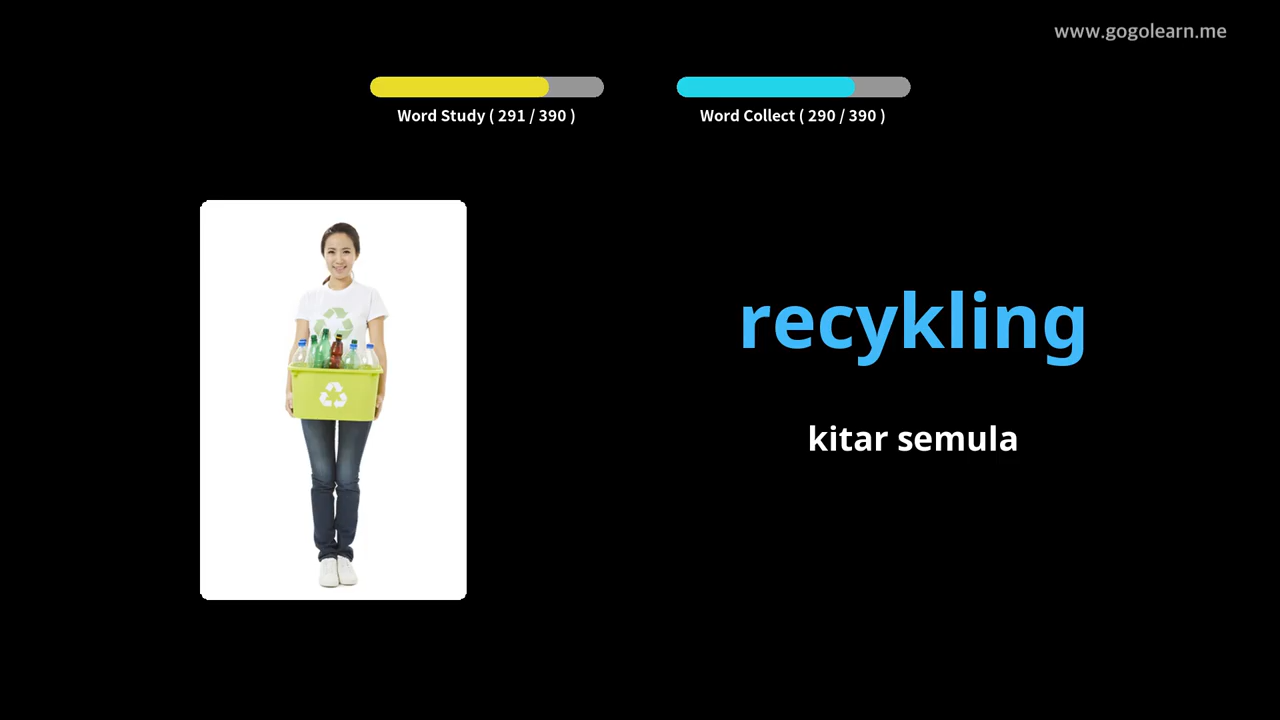 www.gogolearn.me
Word Study ( 291 / 390 )
Word Collect ( 290 / 390 )
recykling
kitar semula